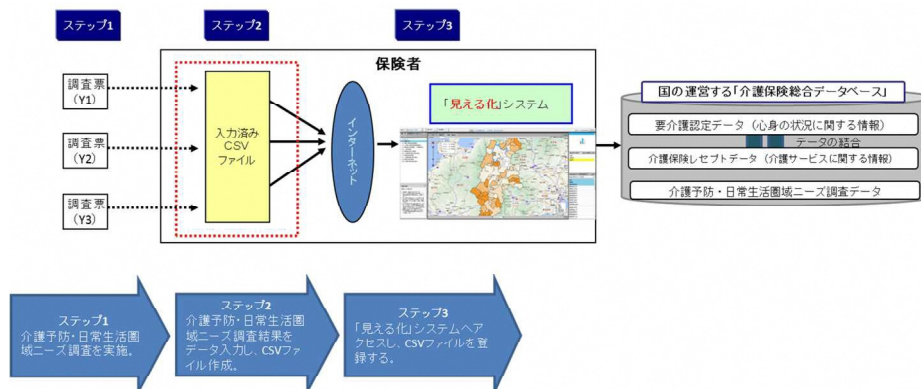 ステップ1
ステップ2
ステップ3
保険者
調査票
(Y1)
調査票
(Y2)
調査票
(Y3)
入力済み
CSV
ファイル
インターネット
「見える化」システム
国の運営する「介護保険総合データベース」
要介護認定データ（心身の状況に関する情報）
データの結合
介護保険レセプトデータ（介護サービスに関する情報）
介護予防・日常生活圏域ニーズ調査データ
ステップ1
介護予防・日常生活圏
域ニーズ調査を実施。
ステップ2
介護予防・日常生活圏
域ニーズ調査結果を
データ入力し、CSVファ
イル作成。
ステップ3
「見える化」システムへア
クセスし、CSVファイルを登
録する。